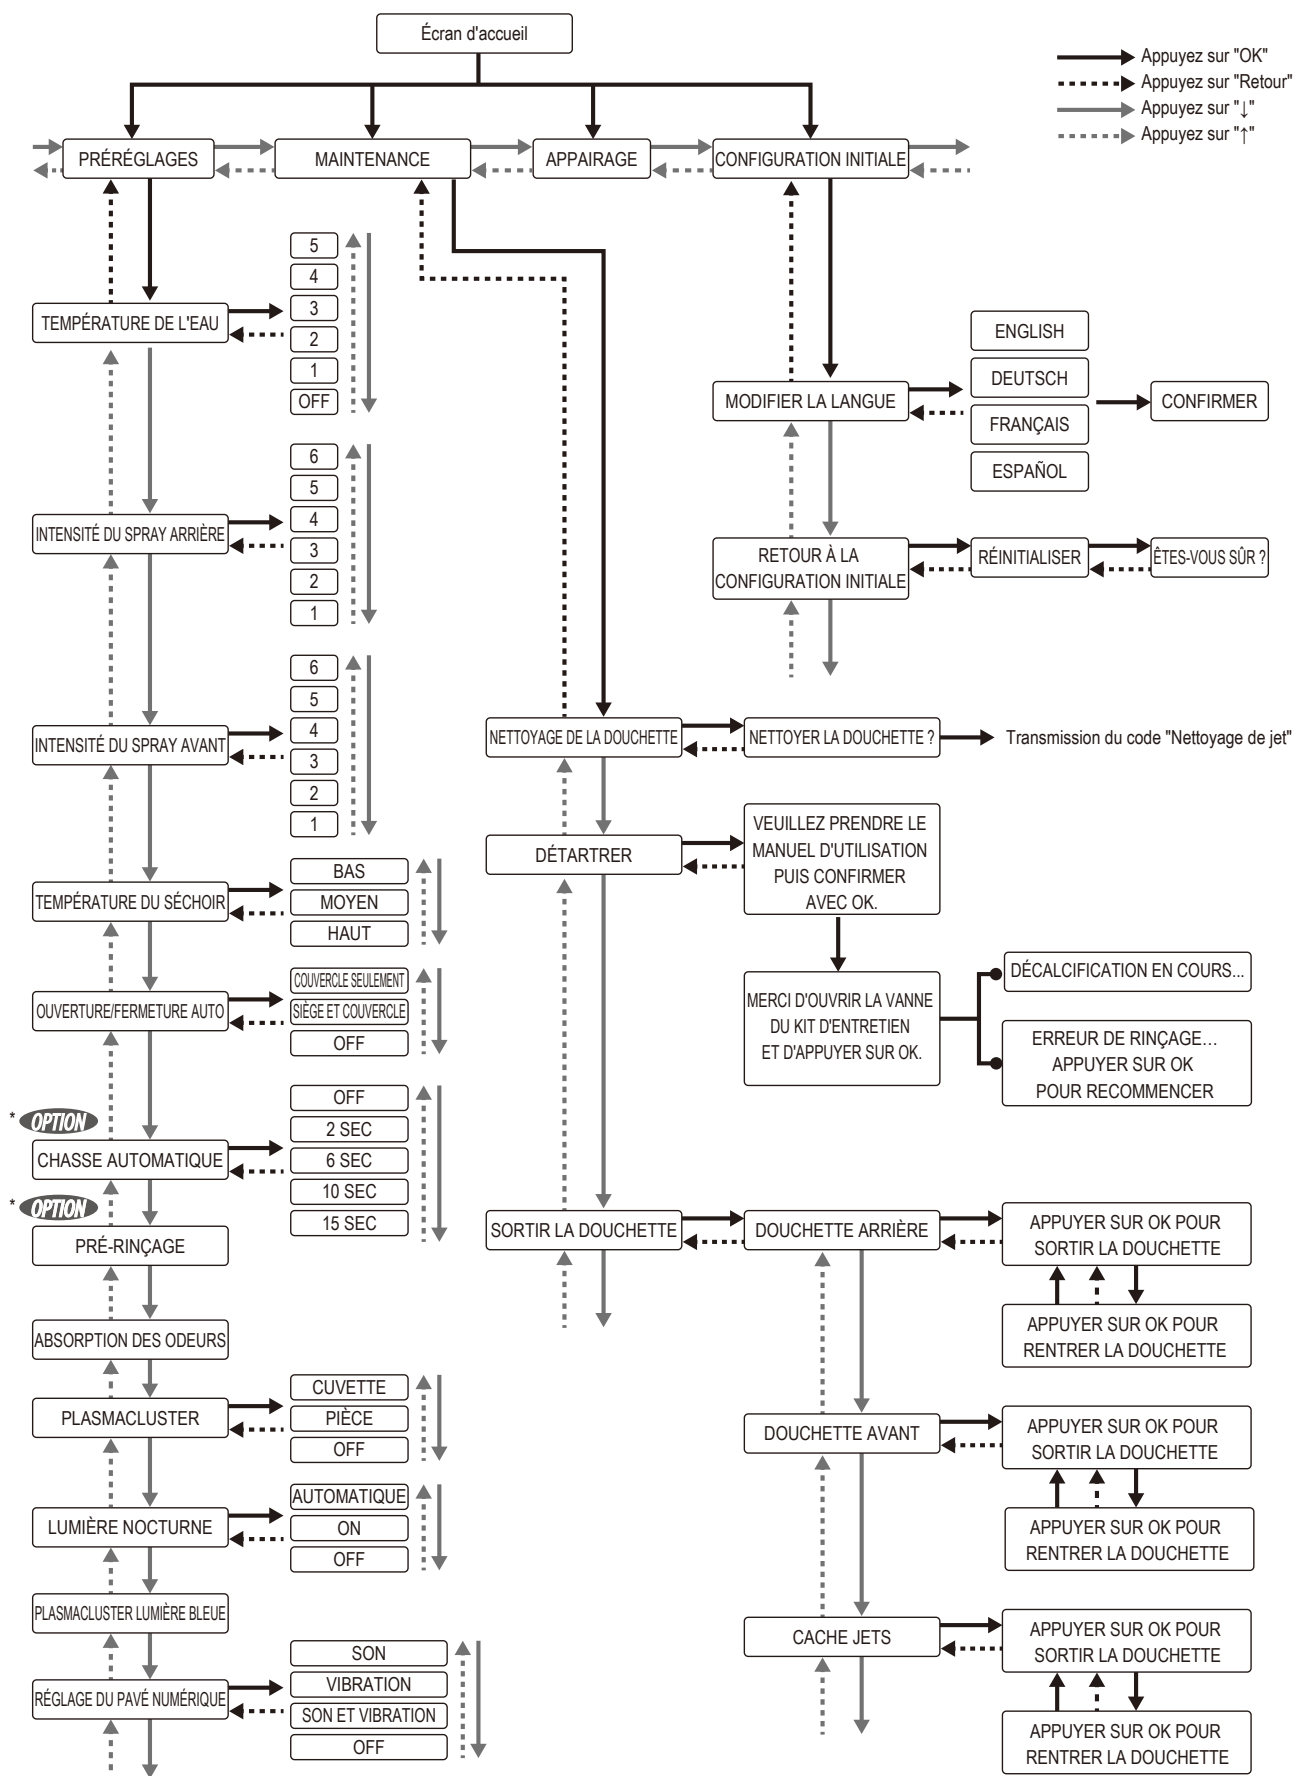 Écran d'accueil
Appuyez sur "OK"
Appuyez sur "Retour"
Appuyez sur "↓"
Appuyez sur "↑"
PRÉRÉGLAGES
MAINTENANCE
APPAIRAGE
CONFIGURATION INITIALE
TEMPÉRATURE DE L'EAU
5
4
3
2
1
OFF
INTENSITÉ DU SPRAY ARRIÈRE
6
5
4
3
2
1
INTENSITÉ DU SPRAY AVANT
6
5
4
3
2
1
TEMPÉRATURE DU SÉCHOIR
BAS
MOYEN
HAUT
OUVERTURE/FERMETURE AUTO
COUVERCLE SEULEMENT
SIÈGE ET COUVERCLE
OFF
* OPTION
CHASSE AUTOMATIQUE
OFF
2 SEC
6 SEC
10 SEC
15 SEC
* OPTION
PRÉ-RINÇAGE
ABSORPTION DES ODEURS
PLASMACLUSTER
CUVETTE
PIÈCE
OFF
LUMIÈRE NOCTURNE
AUTOMATIQUE
ON
OFF
PLASMACLUSTER LUMIÈRE BLEUE
RÉGLAGE DU PAVÉ NUMÉRIQUE
SON
VIBRATION
SON ET VIBRATION
OFF
MODIFIER LA LANGUE
ENGLISH
DEUTSCH
FRANÇAIS
ESPAÑOL
CONFIRMER
RETOUR À LA
CONFIGURATION INITIALE
RÉINITIALISER
ÊTES-VOUS SÛR ?
NETTOYAGE DE LA DOUCHETTE
NETTOYER LA DOUCHETTE ?
Transmission du code "Nettoyage de jet"
DÉTARTRER
VEUILLEZ PRENDRE LE
MANUEL D'UTILISATION
PUIS CONFIRMER
AVEC OK.
MERCI D'OUVRIR LA VANNE
DU KIT D'ENTRETIEN
ET D'APPUYER SUR OK.
DÉCALCIFICATION EN COURS...
ERREUR DE RINÇAGE…
APPUYER SUR OK
POUR RECOMMENCER
SORTIR LA DOUCHETTE
DOUCHETTE ARRIÈRE
APPUYER SUR OK POUR
SORTIR LA DOUCHETTE
APPUYER SUR OK POUR
RENTRER LA DOUCHETTE
DOUCHETTE AVANT
APPUYER SUR OK POUR
SORTIR LA DOUCHETTE
APPUYER SUR OK POUR
RENTRER LA DOUCHETTE
CACHE JETS
APPUYER SUR OK POUR
SORTIR LA DOUCHETTE
APPUYER SUR OK POUR
RENTRER LA DOUCHETTE